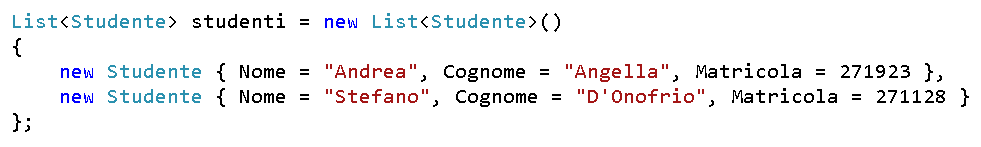 List<Studente> studenti = new List<Studente>()
{
    new Studente { Nome = "Andrea", Cognome = "Angella", Matricola = 271923 },
    new Studente { Nome = "Stefano", Cognome = "D'Onofrio", Matricola = 271128 }
};